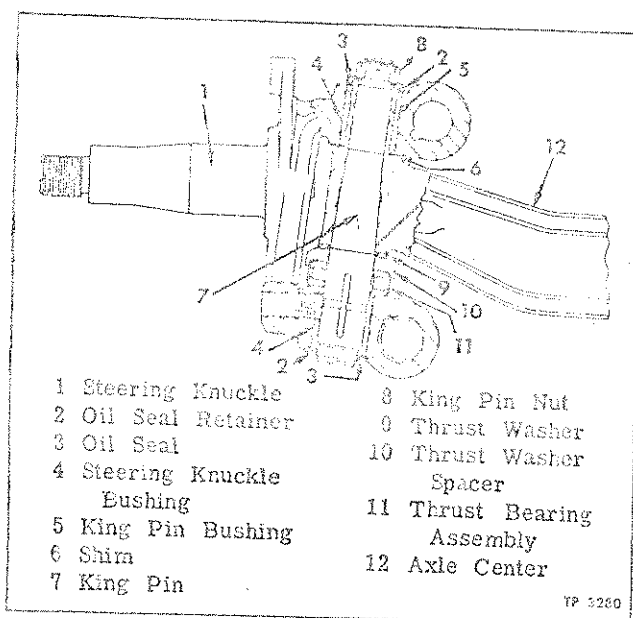 3
8
2
4
5
1
6
12
7
9
10
4
11
2
3
1 Steering Knuckle
2 Oil Seal Retainer
3 Oil Seal
4 Steering Knuckle
Bushing
5 King Pin Bushing
6 Shim
7 King Pin
8 King Pin Nut
9 Thrust Washer
10 Thrust Washer
Spacer
11 Thrust Bearing
Assembly
12 Axle Center
TP 3280